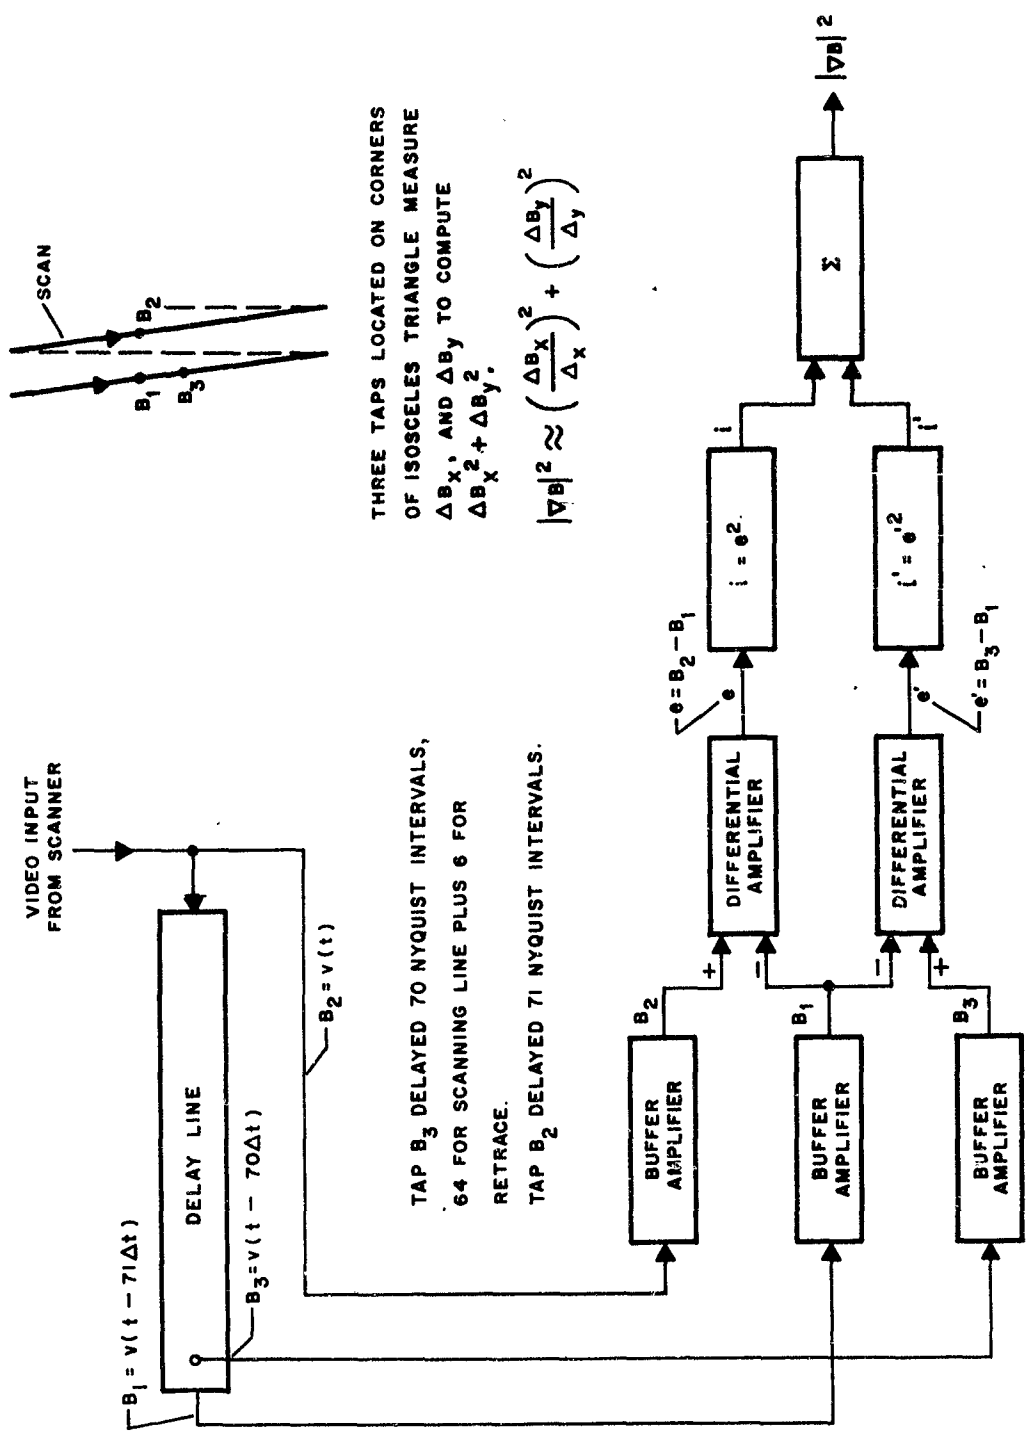 VIDEO INPUT
FROM SCANNER
DELAY LINE
B₁ = v(t − 71Δt)
B₃=v(t − 70Δt)
B₂=v(t)
SCAN
B₁
B₂
B₃
THREE TAPS LOCATED ON CORNERS
OF ISOSCELES TRIANGLE MEASURE
ΔBₓ, AND ΔBy TO COMPUTE
ΔBₓ² + ΔBy².
|∇B|² ≈ (ΔBₓ/Δₓ)² + (ΔBy/Δy)²
TAP B₃ DELAYED 70 NYQUIST INTERVALS,
64 FOR SCANNING LINE PLUS 6 FOR
RETRACE.
TAP B₂ DELAYED 71 NYQUIST INTERVALS.
BUFFER
AMPLIFIER
B₂
BUFFER
AMPLIFIER
B₁
BUFFER
AMPLIFIER
B₃
+
−
−
+
DIFFERENTIAL
AMPLIFIER
DIFFERENTIAL
AMPLIFIER
e=B₂−B₁
e
e'
e'=B₃−B₁
i = e²
i' = e'²
i
i'
Σ
|∇B|²